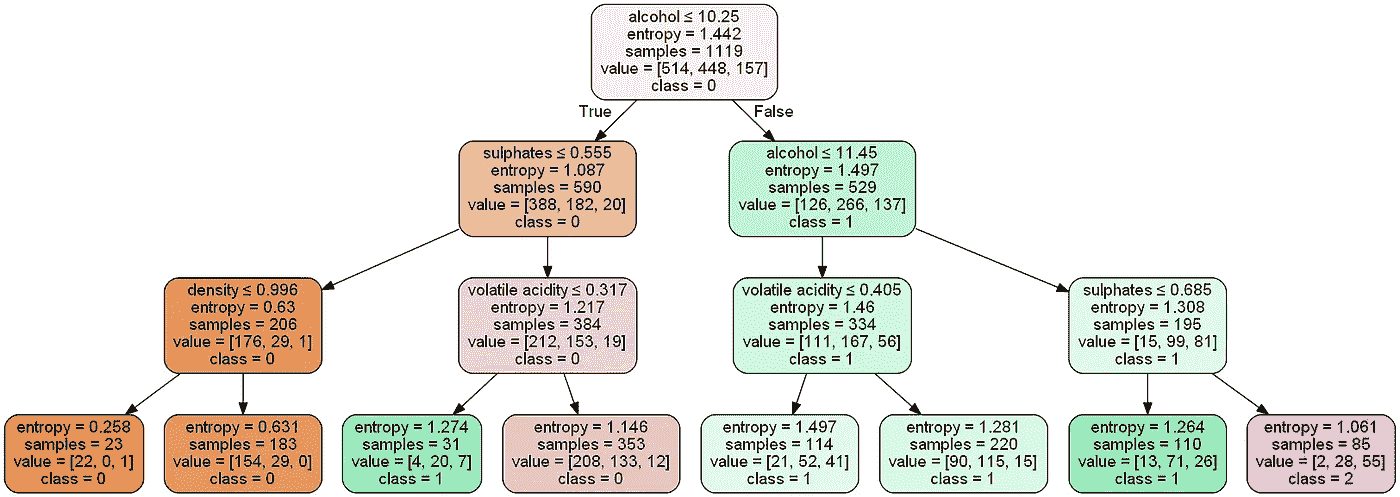 alcohol ≤ 10.25
entropy = 1.442
samples = 1119
value = [514, 448, 157]
class = 0
True
False
sulphates ≤ 0.555
entropy = 1.087
samples = 590
value = [388, 182, 20]
class = 0
alcohol ≤ 11.45
entropy = 1.497
samples = 529
value = [126, 266, 137]
class = 1
density ≤ 0.996
entropy = 0.63
samples = 206
value = [176, 29, 1]
class = 0
volatile acidity ≤ 0.317
entropy = 1.217
samples = 384
value = [212, 153, 19]
class = 0
volatile acidity ≤ 0.405
entropy = 1.46
samples = 334
value = [111, 167, 56]
class = 1
sulphates ≤ 0.685
entropy = 1.308
samples = 195
value = [15, 99, 81]
class = 1
entropy = 0.258
samples = 23
value = [22, 0, 1]
class = 0
entropy = 0.631
samples = 183
value = [154, 29, 0]
class = 0
entropy = 1.274
samples = 31
value = [4, 20, 7]
class = 1
entropy = 1.146
samples = 353
value = [208, 133, 12]
class = 0
entropy = 1.497
samples = 114
value = [21, 52, 41]
class = 1
entropy = 1.281
samples = 220
value = [90, 115, 15]
class = 1
entropy = 1.264
samples = 110
value = [13, 71, 26]
class = 1
entropy = 1.061
samples = 85
value = [2, 28, 55]
class = 2